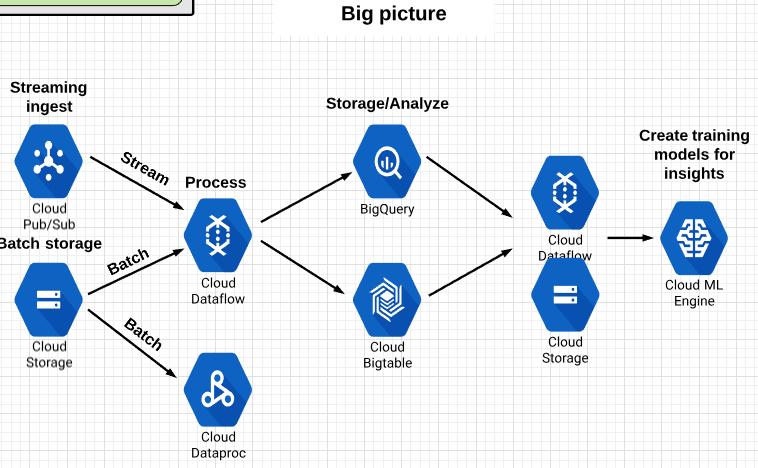 Big picture
Streaming
ingest
Stream
Cloud
Pub/Sub
Batch storage
Batch
Cloud
Storage
Batch
Process
Cloud
Dataflow
Cloud
Dataproc
Storage/Analyze
BigQuery
Cloud
Bigtable
Cloud
Dataflow
Cloud
Storage
Create training
models for
insights
Cloud ML
Engine